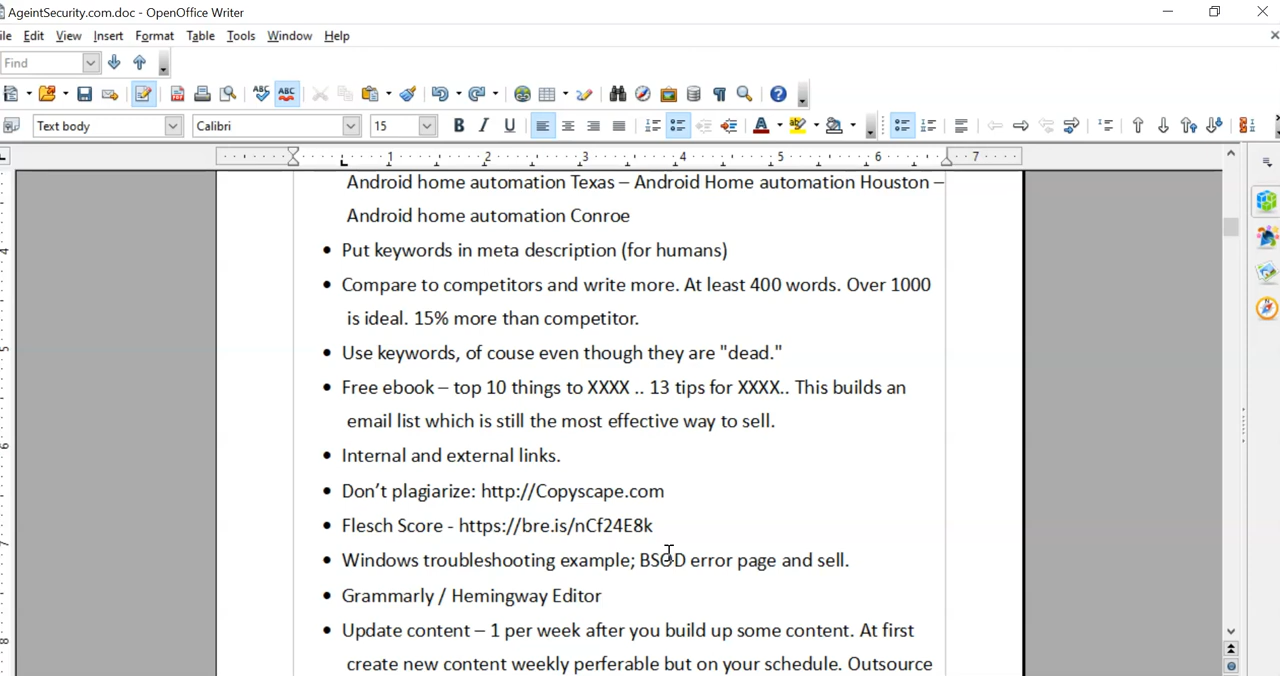 AgeintSecurity.com.doc - OpenOffice Writer
ile Edit View Insert Format Table Tools Window Help
Find
Text body Calibri 15
1 2 3 4 5 6 7
Android home automation Texas – Android Home automation Houston –
Android home automation Conroe
• Put keywords in meta description (for humans)
• Compare to competitors and write more. At least 400 words. Over 1000
is ideal. 15% more than competitor.
• Use keywords, of couse even though they are "dead."
• Free ebook – top 10 things to XXXX .. 13 tips for XXXX.. This builds an
email list which is still the most effective way to sell.
• Internal and external links.
• Don’t plagiarize: http://Copyscape.com
• Flesch Score - https://bre.is/nCf24E8k
• Windows troubleshooting example; BSOD error page and sell.
• Grammarly / Hemingway Editor
• Update content – 1 per week after you build up some content. At first
create new content weekly perferable but on your schedule. Outsource